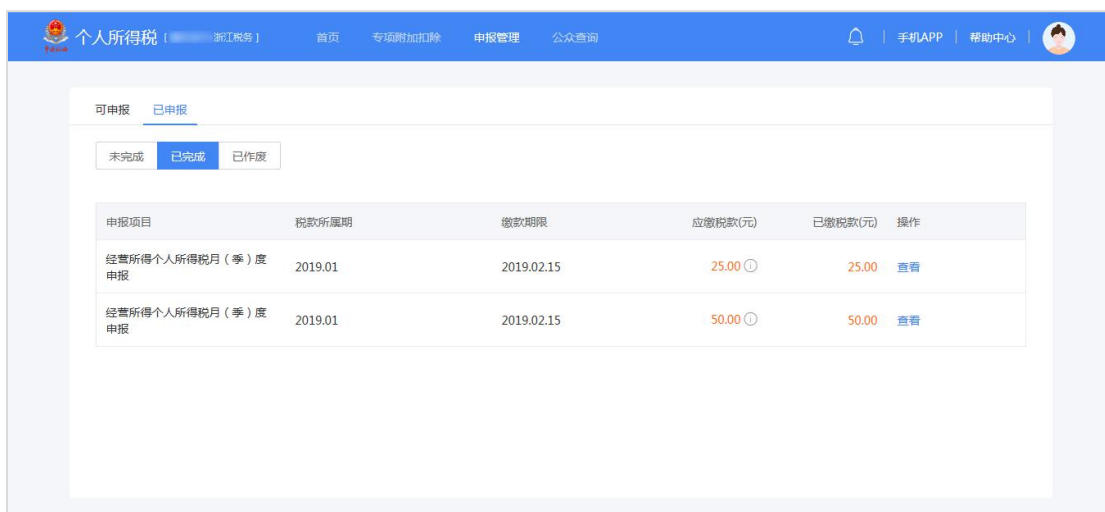 个人所得税 [ 浙江税务 ] 首页 专项附加扣除 申报管理 公众查询 | 手机APP | 帮助中心 |
可申报 已申报
未完成 已完成 已作废
申报项目 税款所属期 缴款期限 应缴税款(元) 已缴税款(元) 操作
经营所得个人所得税月（季）度
申报 2019.01 2019.02.15 25.00 25.00 查看
经营所得个人所得税月（季）度
申报 2019.01 2019.02.15 50.00 50.00 查看